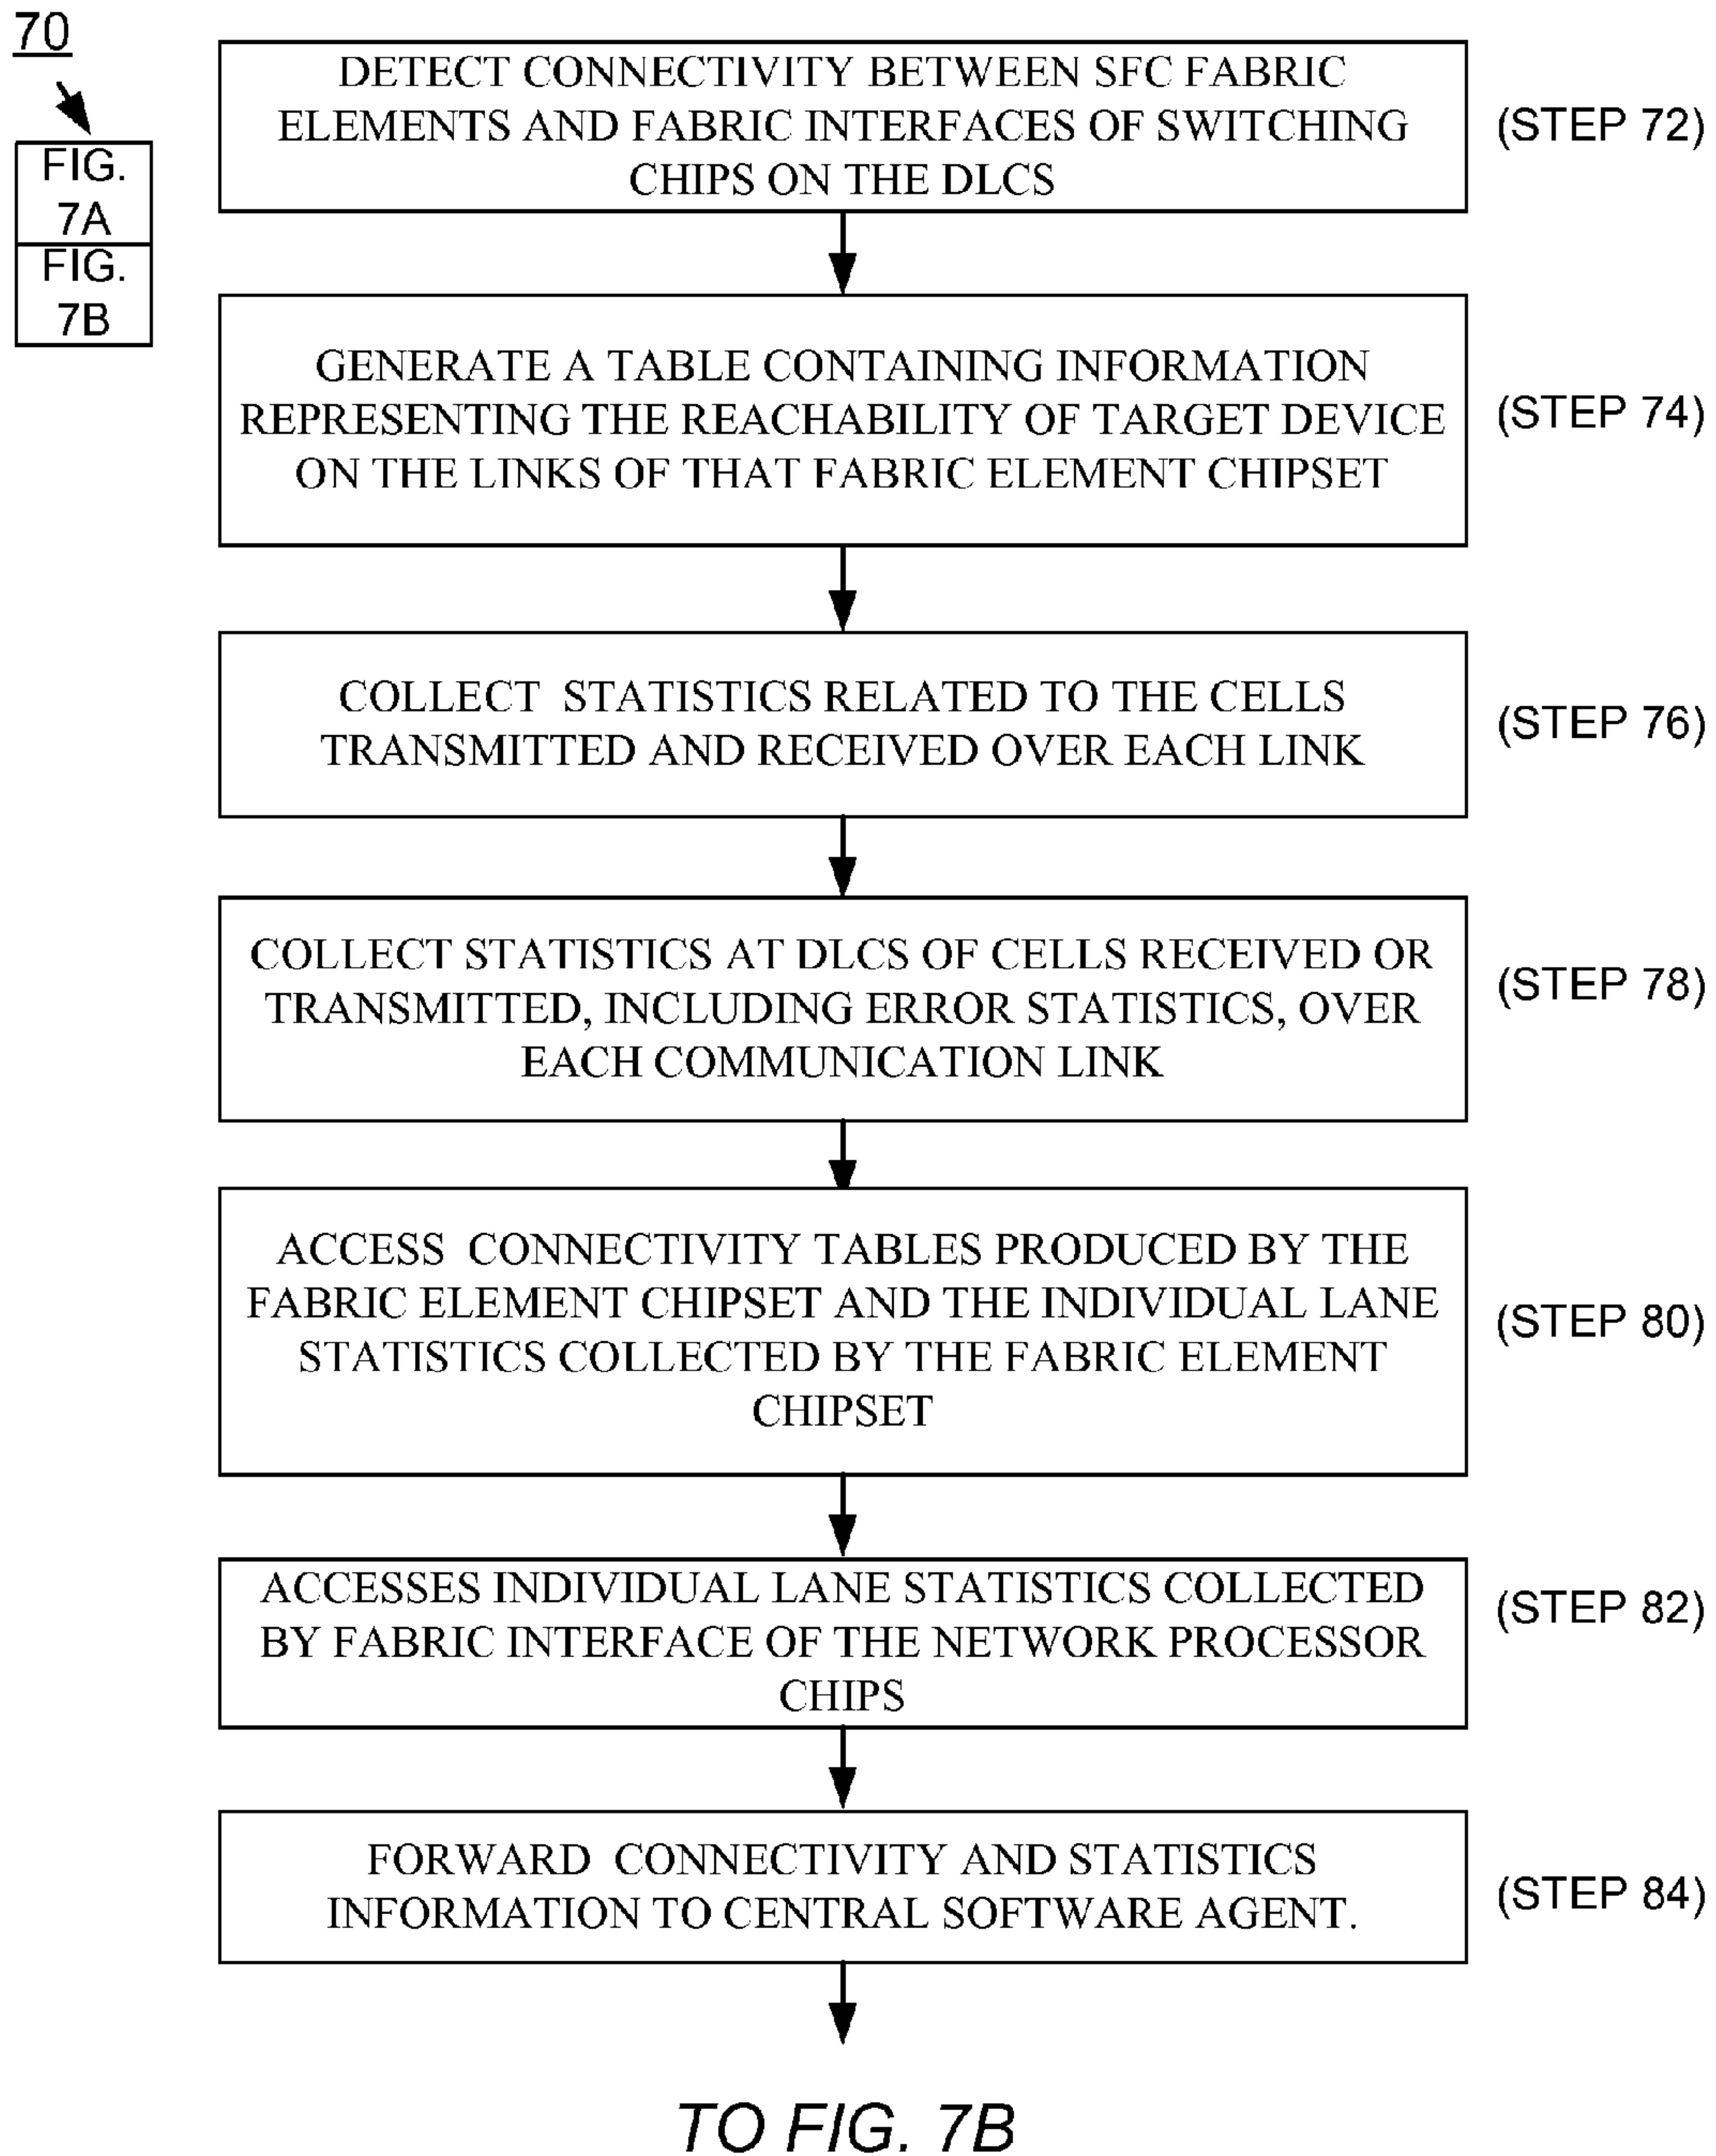 70
FIG.
7A
FIG.
7B
DETECT CONNECTIVITY BETWEEN SFC FABRIC
ELEMENTS AND FABRIC INTERFACES OF SWITCHING
CHIPS ON THE DLCS
(STEP 72)
GENERATE A TABLE CONTAINING INFORMATION
REPRESENTING THE REACHABILITY OF TARGET DEVICE
ON THE LINKS OF THAT FABRIC ELEMENT CHIPSET
(STEP 74)
COLLECT STATISTICS RELATED TO THE CELLS
TRANSMITTED AND RECEIVED OVER EACH LINK
(STEP 76)
COLLECT STATISTICS AT DLCS OF CELLS RECEIVED OR
TRANSMITTED, INCLUDING ERROR STATISTICS, OVER
EACH COMMUNICATION LINK
(STEP 78)
ACCESS CONNECTIVITY TABLES PRODUCED BY THE
FABRIC ELEMENT CHIPSET AND THE INDIVIDUAL LANE
STATISTICS COLLECTED BY THE FABRIC ELEMENT
CHIPSET
(STEP 80)
ACCESSES INDIVIDUAL LANE STATISTICS COLLECTED
BY FABRIC INTERFACE OF THE NETWORK PROCESSOR
CHIPS
(STEP 82)
FORWARD CONNECTIVITY AND STATISTICS
INFORMATION TO CENTRAL SOFTWARE AGENT.
(STEP 84)
TO FIG. 7B